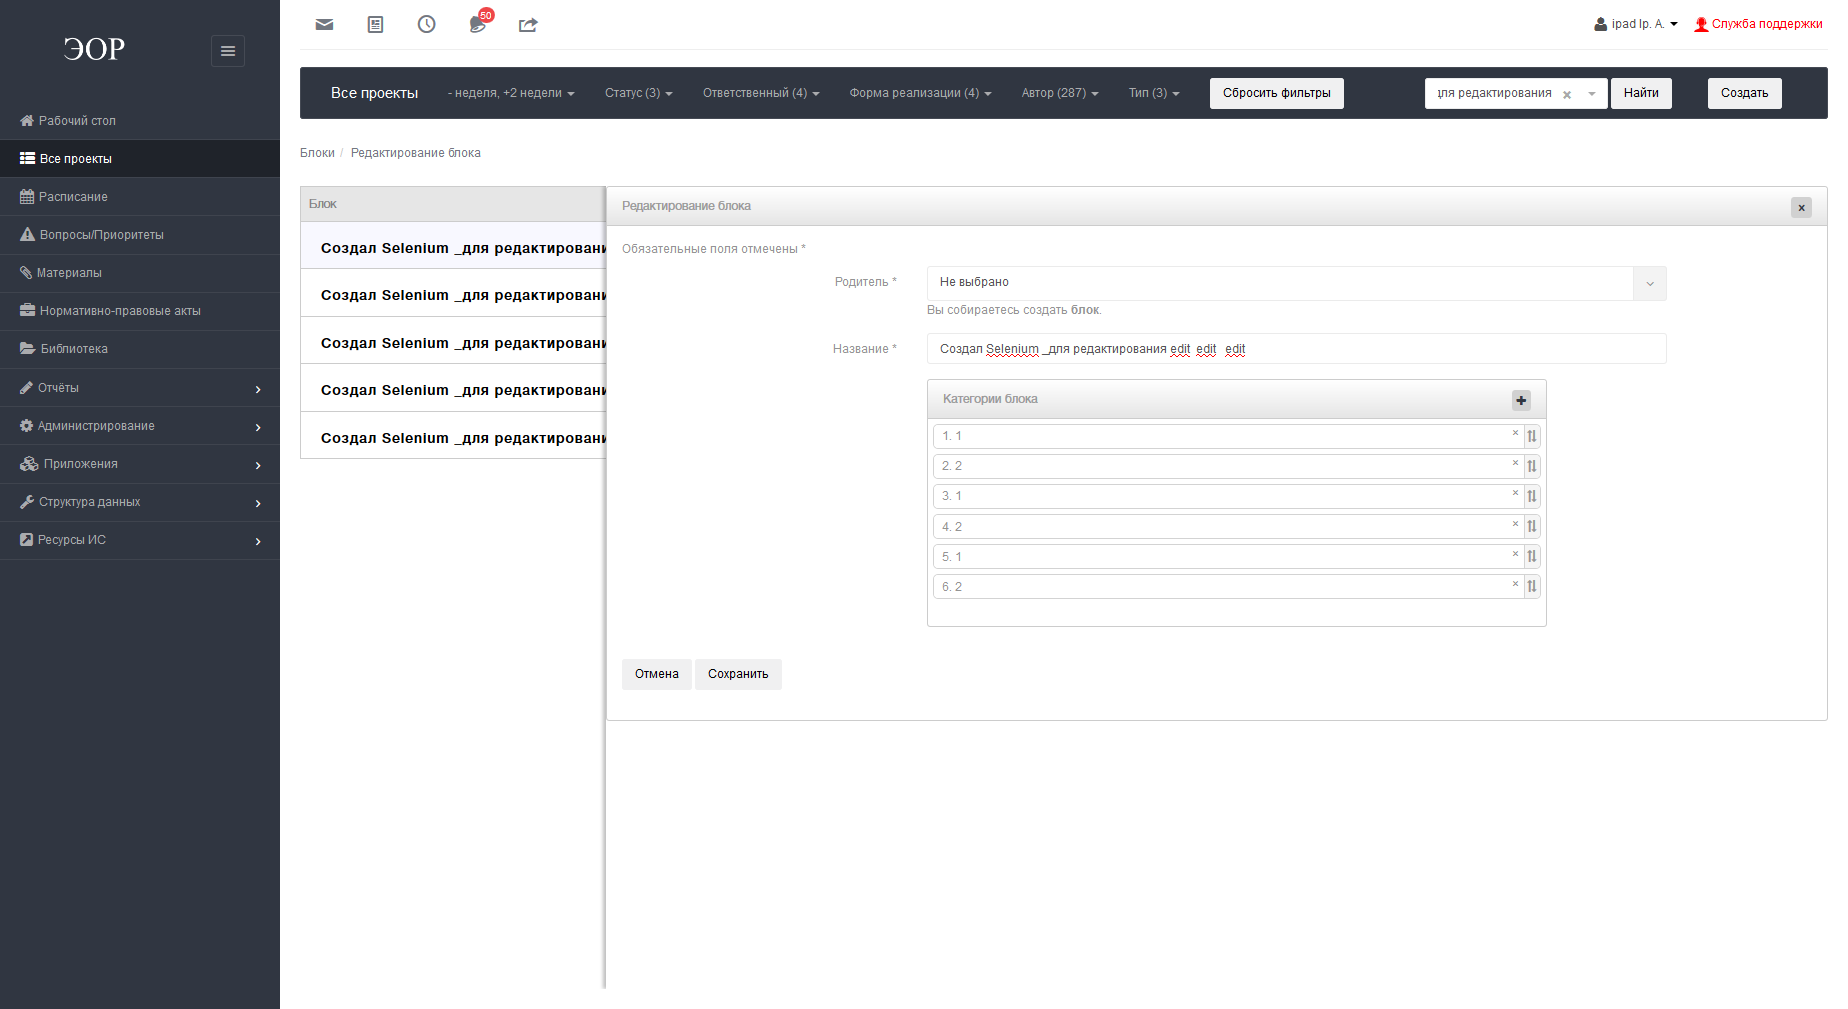 ЭОР
50
ipad Ip. A.
Служба поддержки
Все проекты
- неделя, +2 недели
Статус (3)
Ответственный (4)
Форма реализации (4)
Автор (287)
Тип (3)
Сбросить фильтры
для редактирования
Найти
Создать
Рабочий стол
Все проекты
Расписание
Вопросы/Приоритеты
Материалы
Нормативно-правовые акты
Библиотека
Отчёты
Администрирование
Приложения
Структура данных
Ресурсы ИС
Блоки / Редактирование блока
Блок
Создал Selenium _для редактировани
Создал Selenium _для редактировани
Создал Selenium _для редактировани
Создал Selenium _для редактировани
Создал Selenium _для редактировани
Редактирование блока
Обязательные поля отмечены *
Родитель *
Не выбрано
Вы собираетесь создать блок.
Название *
Создал Selenium _для редактирования edit edit edit
Категории блока
1. 1
2. 2
3. 1
4. 2
5. 1
6. 2
Отмена
Сохранить